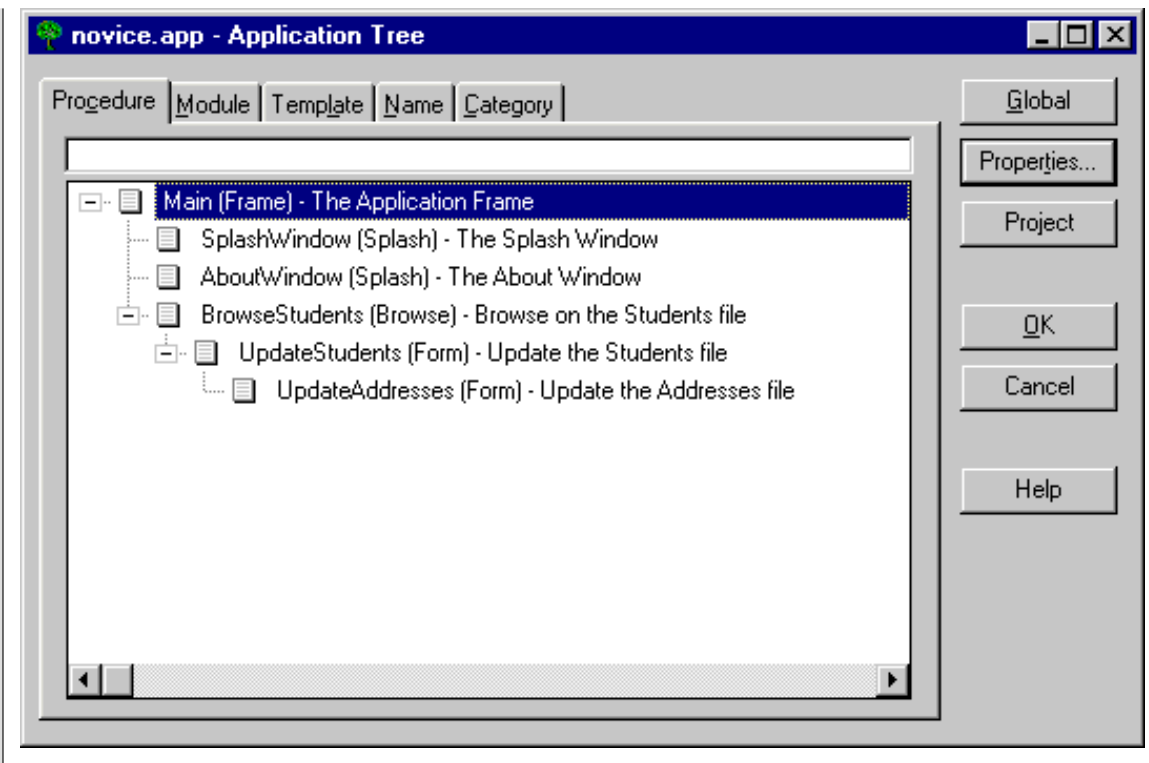 novice.app - Application Tree
Procedure Module Template Name Category
Main (Frame) - The Application Frame
SplashWindow (Splash) - The Splash Window
AboutWindow (Splash) - The About Window
BrowseStudents (Browse) - Browse on the Students file
UpdateStudents (Form) - Update the Students file
UpdateAddresses (Form) - Update the Addresses file
Global
Properties...
Project
OK
Cancel
Help